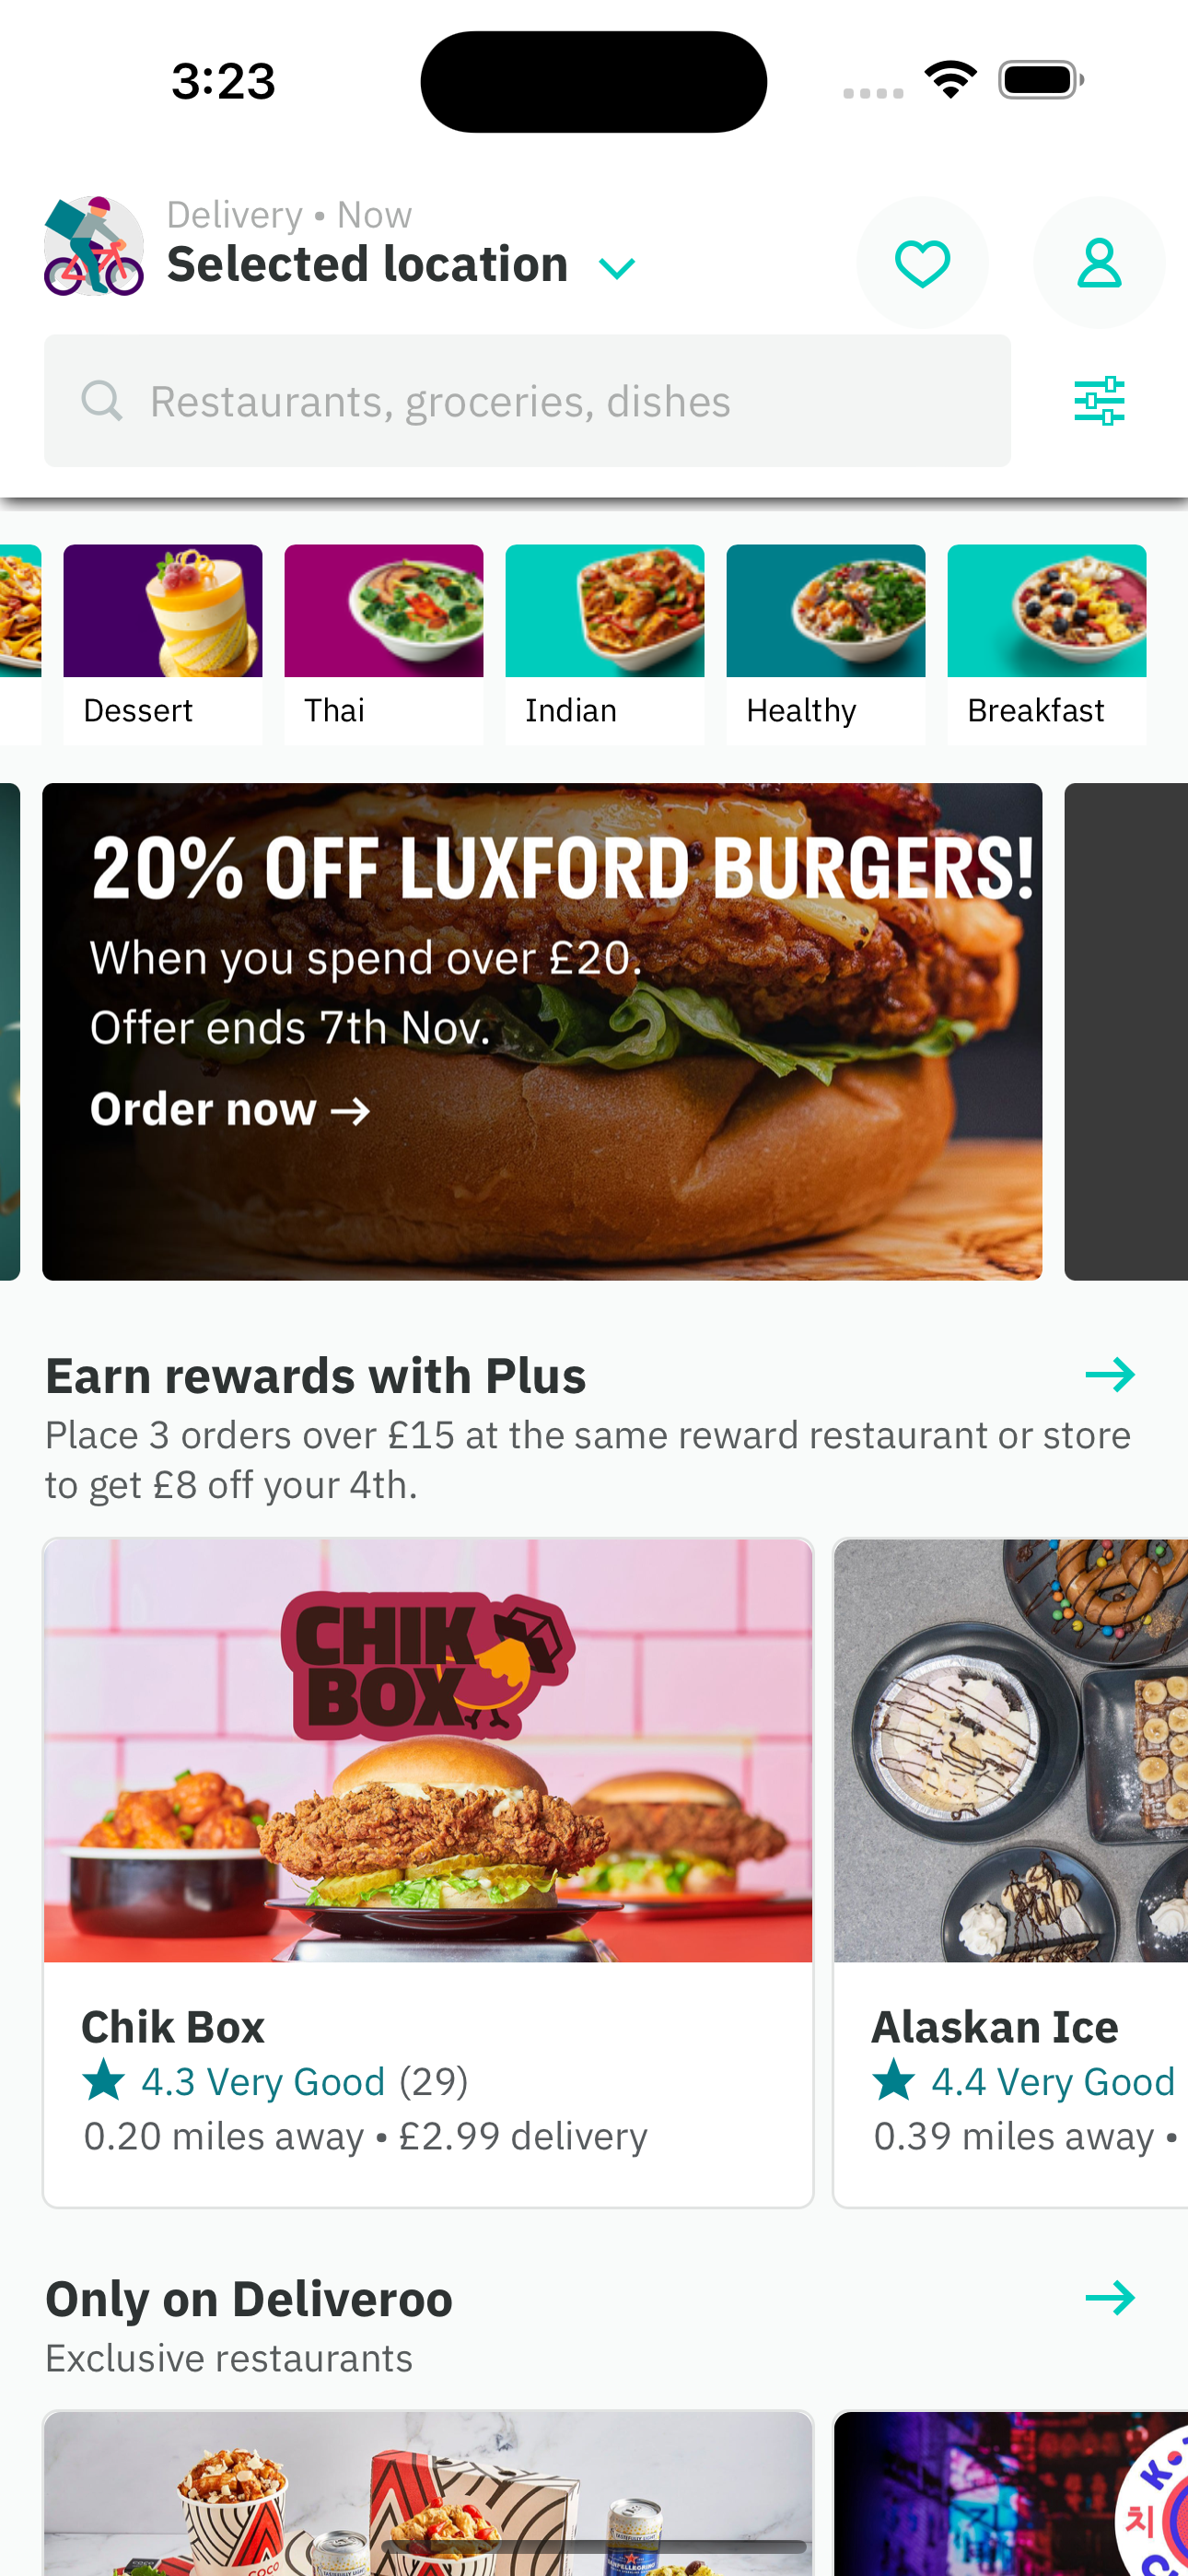 3:23
Delivery • Now
Selected location
Restaurants, groceries, dishes
Dessert
Thai
Indian
Healthy
Breakfast
20% OFF LUXFORD BURGERS!
When you spend over £20.
Offer ends 7th Nov.
Order now →
Earn rewards with Plus
Place 3 orders over £15 at the same reward restaurant or store
to get £8 off your 4th.
CHIK
BOX
Chik Box
4.3 Very Good (29)
0.20 miles away • £2.99 delivery
Alaskan Ice
4.4 Very Good
0.39 miles away •
Only on Deliveroo
Exclusive restaurants
COCO
치